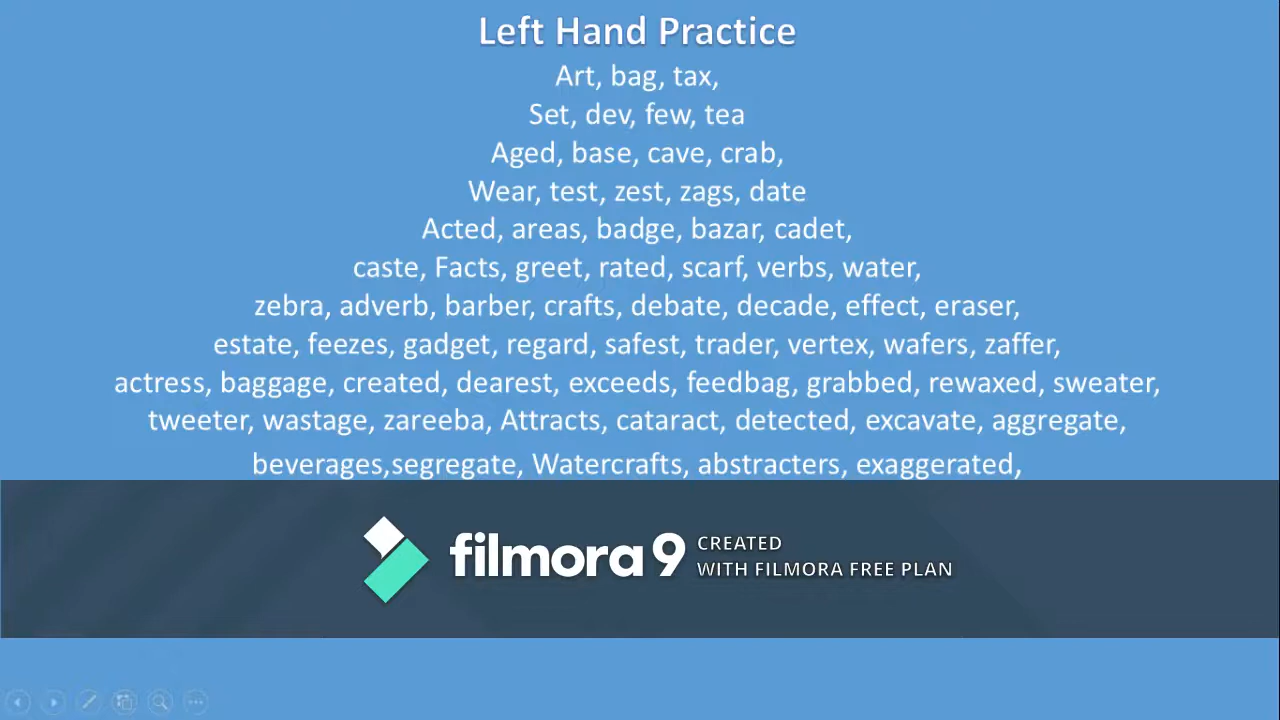 Left Hand Practice
Art, bag, tax,
Set, dev, few, tea
Aged, base, cave, crab,
Wear, test, zest, zags, date
Acted, areas, badge, bazar, cadet,
caste, Facts, greet, rated, scarf, verbs, water,
zebra, adverb, barber, crafts, debate, decade, effect, eraser,
estate, feezes, gadget, regard, safest, trader, vertex, wafers, zaffer,
actress, baggage, created, dearest, exceeds, feedbag, grabbed, rewaxed, sweater,
tweeter, wastage, zareeba, Attracts, cataract, detected, excavate, aggregate,
beverages,segregate, Watercrafts, abstracters, exaggerated,
filmora 9 CREATED
WITH FILMORA FREE PLAN